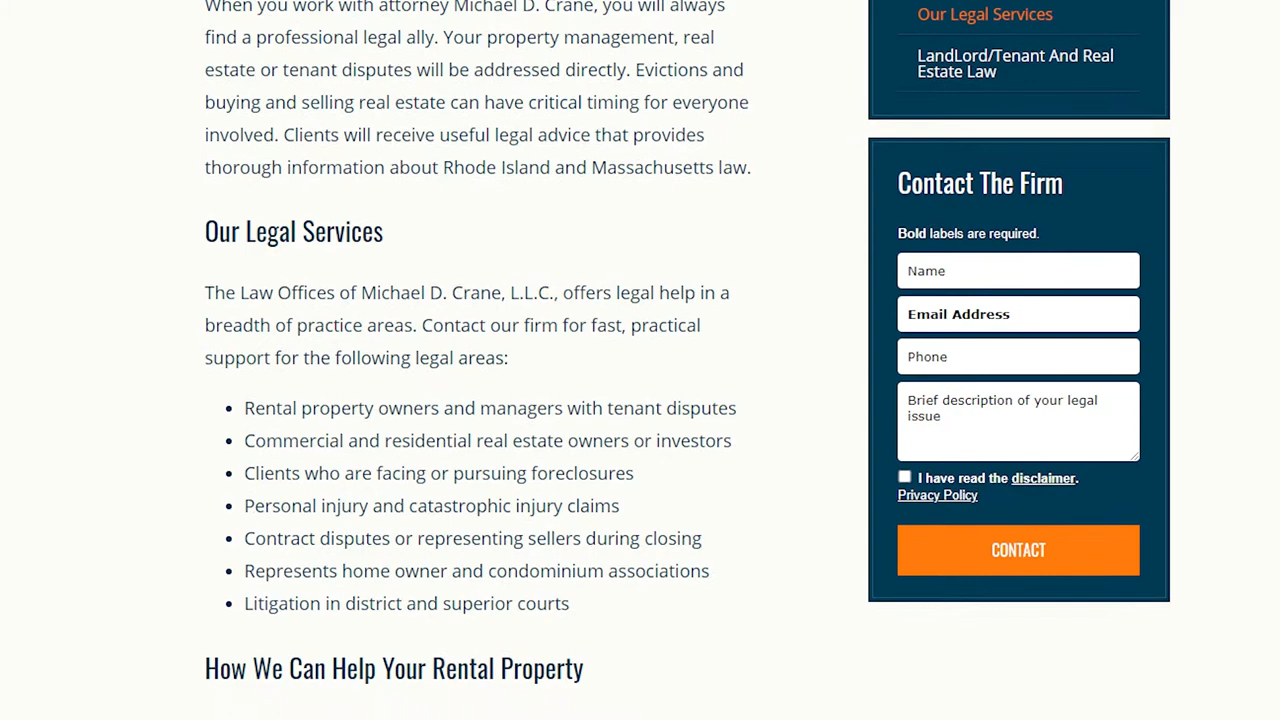 When you work with attorney Michael D. Crane, you will always
find a professional legal ally. Your property management, real
estate or tenant disputes will be addressed directly. Evictions and
buying and selling real estate can have critical timing for everyone
involved. Clients will receive useful legal advice that provides
thorough information about Rhode Island and Massachusetts law.
Our Legal Services
The Law Offices of Michael D. Crane, L.L.C., offers legal help in a
breadth of practice areas. Contact our firm for fast, practical
support for the following legal areas:
• Rental property owners and managers with tenant disputes
• Commercial and residential real estate owners or investors
• Clients who are facing or pursuing foreclosures
• Personal injury and catastrophic injury claims
• Contract disputes or representing sellers during closing
• Represents home owner and condominium associations
• Litigation in district and superior courts
How We Can Help Your Rental Property
Our Legal Services
LandLord/Tenant And Real
Estate Law
Contact The Firm
Bold labels are required.
Name
Email Address
Phone
Brief description of your legal
issue
I have read the disclaimer.
Privacy Policy
CONTACT